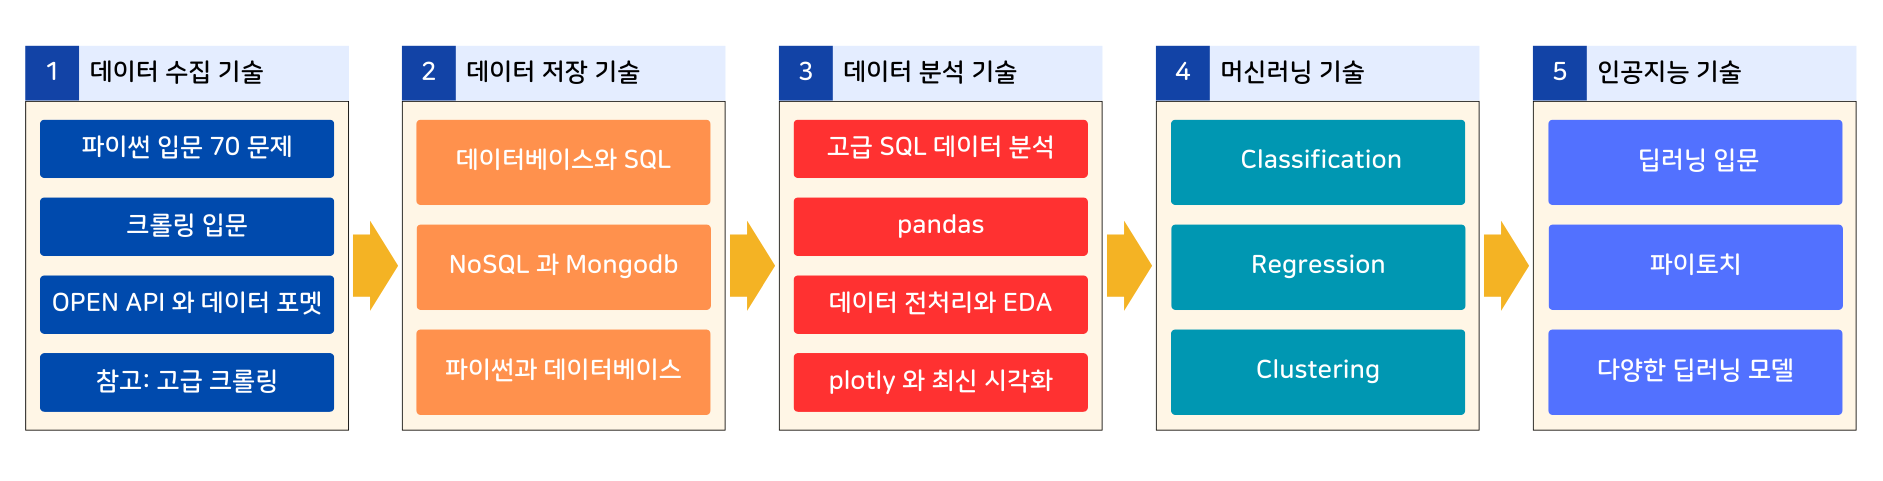 1 데이터 수집 기술
파이썬 입문 70 문제
크롤링 입문
OPEN API 와 데이터 포멧
참고: 고급 크롤링
2 데이터 저장 기술
데이터베이스와 SQL
NoSQL 과 Mongodb
파이썬과 데이터베이스
3 데이터 분석 기술
고급 SQL 데이터 분석
pandas
데이터 전처리와 EDA
plotly 와 최신 시각화
4 머신러닝 기술
Classification
Regression
Clustering
5 인공지능 기술
딥러닝 입문
파이토치
다양한 딥러닝 모델